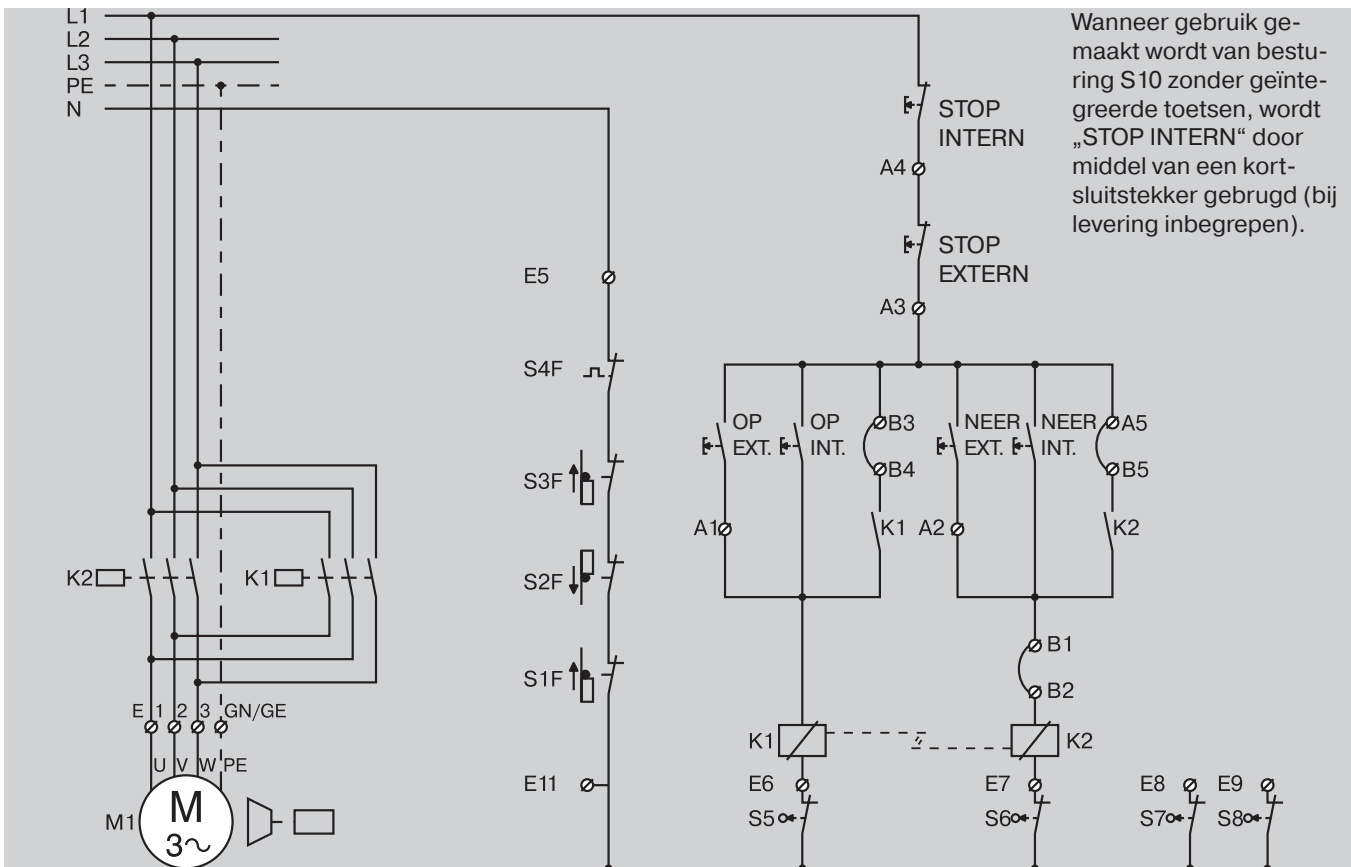 L1
L2
L3
PE
N
Wanneer gebruik ge-
maakt wordt van bestu-
ring S10 zonder geïnte-
greerde toetsen, wordt
„STOP INTERN“ door
middel van een kort-
sluitstekker gebrugd (bij
levering inbegrepen).
STOP
INTERN
A4
STOP
EXTERN
A3
E5
S4F
S3F
S2F
S1F
E11
OP
EXT.
OP
INT.
B3
B4
NEER
EXT.
NEER
INT.
A5
B5
A1
K1
A2
K2
K2
K1
B1
B2
E 1 2 3 GN/GE
U V W PE
M1
M
3~
K1
K2
E6
E7
E8
E9
S5
S6
S7
S8